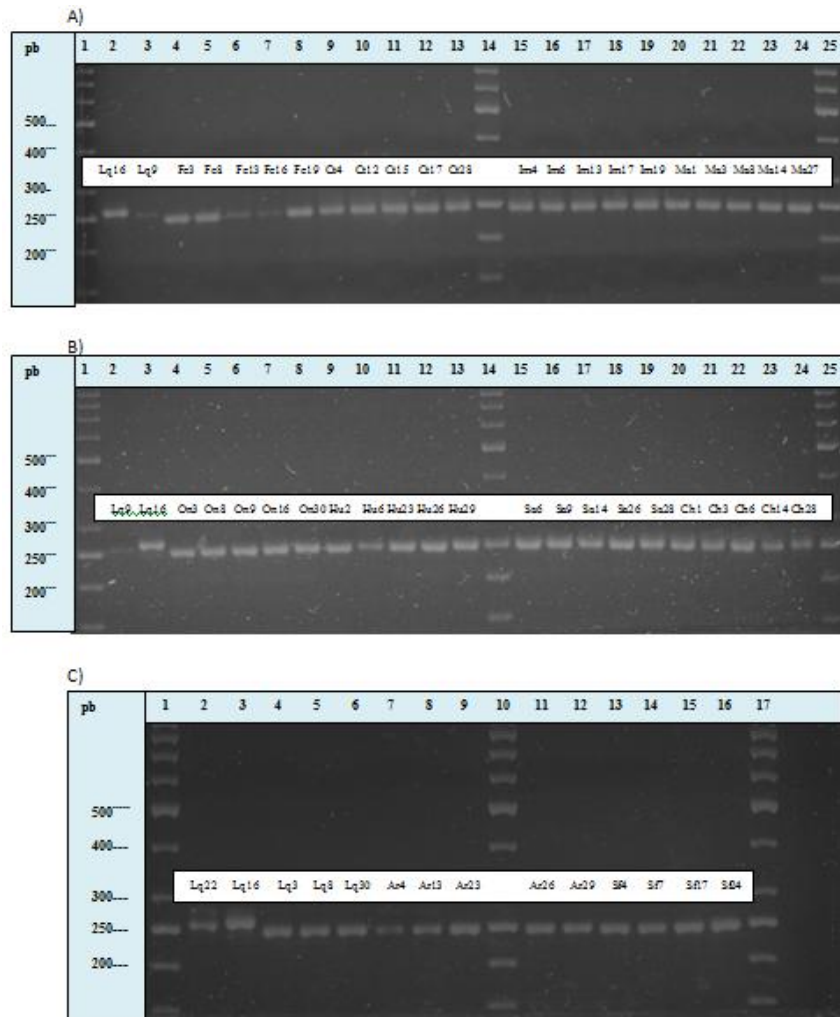 A)
pb 1 2 3 4 5 6 7 8 9 10 11 12 13 14 15 16 17 18 19 20 21 22 23 24 25
500
400
Lq16 Lq9 Fe3 Fe8 Fe13 Fe16 Fe19 Ct4 Ct12 Ct15 Ct17 Ct28 Im4 Im6 Im13 Im17 Im19 Ma1 Ma3 Ma8 Ma14 Ma27
300
250
200
B)
pb 1 2 3 4 5 6 7 8 9 10 11 12 13 14 15 16 17 18 19 20 21 22 23 24 25
500
400
Lq9 Lq16 On3 On8 On9 On16 On30 Hu2 Hu6 Hu23 Hu26 Hu29 Sa6 Sa9 Sa14 Sa26 Sa28 Ch1 Ch3 Ch6 Ch14 Ch28
300
250
200
C)
pb 1 2 3 4 5 6 7 8 9 10 11 12 13 14 15 16 17
500
400
Lq22 Lq16 Lq3 Lq8 Lq30 Ar4 Ar13 Ar23 Ar26 Ar29 Sf4 Sf7 Sf17
300
250
200